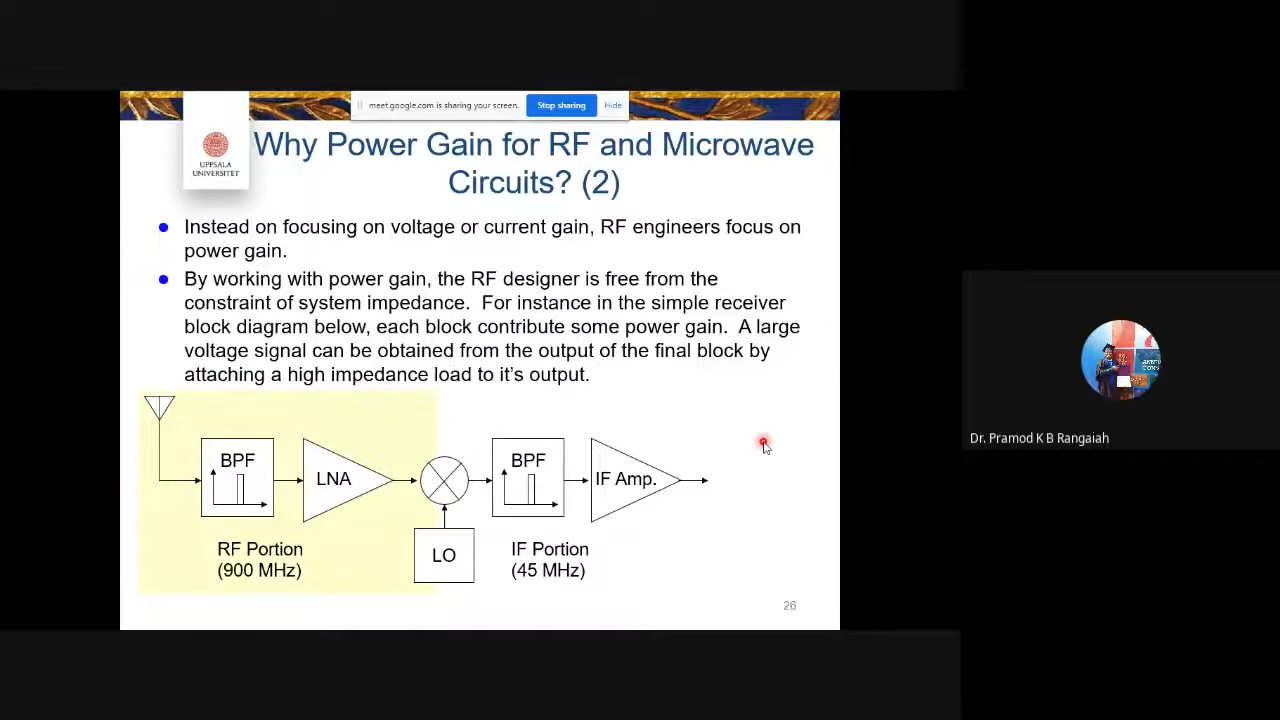 meet.google.com is sharing your screen.
Stop sharing
Hide
UPPSALA
UNIVERSITET
Why Power Gain for RF and Microwave
Circuits? (2)
Instead on focusing on voltage or current gain, RF engineers focus on
power gain.
By working with power gain, the RF designer is free from the
constraint of system impedance. For instance in the simple receiver
block diagram below, each block contribute some power gain. A large
voltage signal can be obtained from the output of the final block by
attaching a high impedance load to it's output.
BPF
LNA
BPF
IF Amp.
LO
RF Portion
(900 MHz)
IF Portion
(45 MHz)
26
Dr. Pramod K B Rangaiah